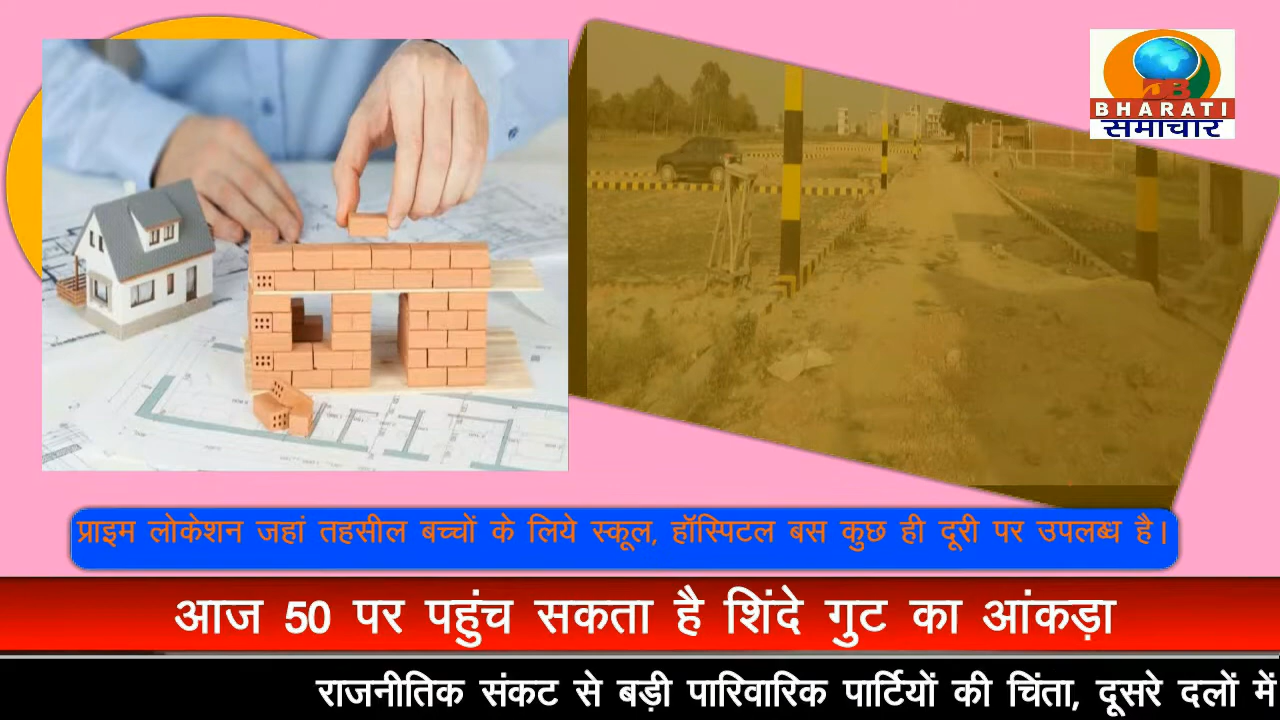 BHARATI
समाचार
प्राइम लोकेशन जहां तहसील बच्चों के लिये स्कूल, हॉस्पिटल बस कुछ ही दूरी पर उपलब्ध है।
आज 50 पर पहुंच सकता है शिंदे गुट का आंकड़ा
राजनीतिक संकट से बड़ी पारिवारिक पार्टियों की चिंता, दूसरे दलों में